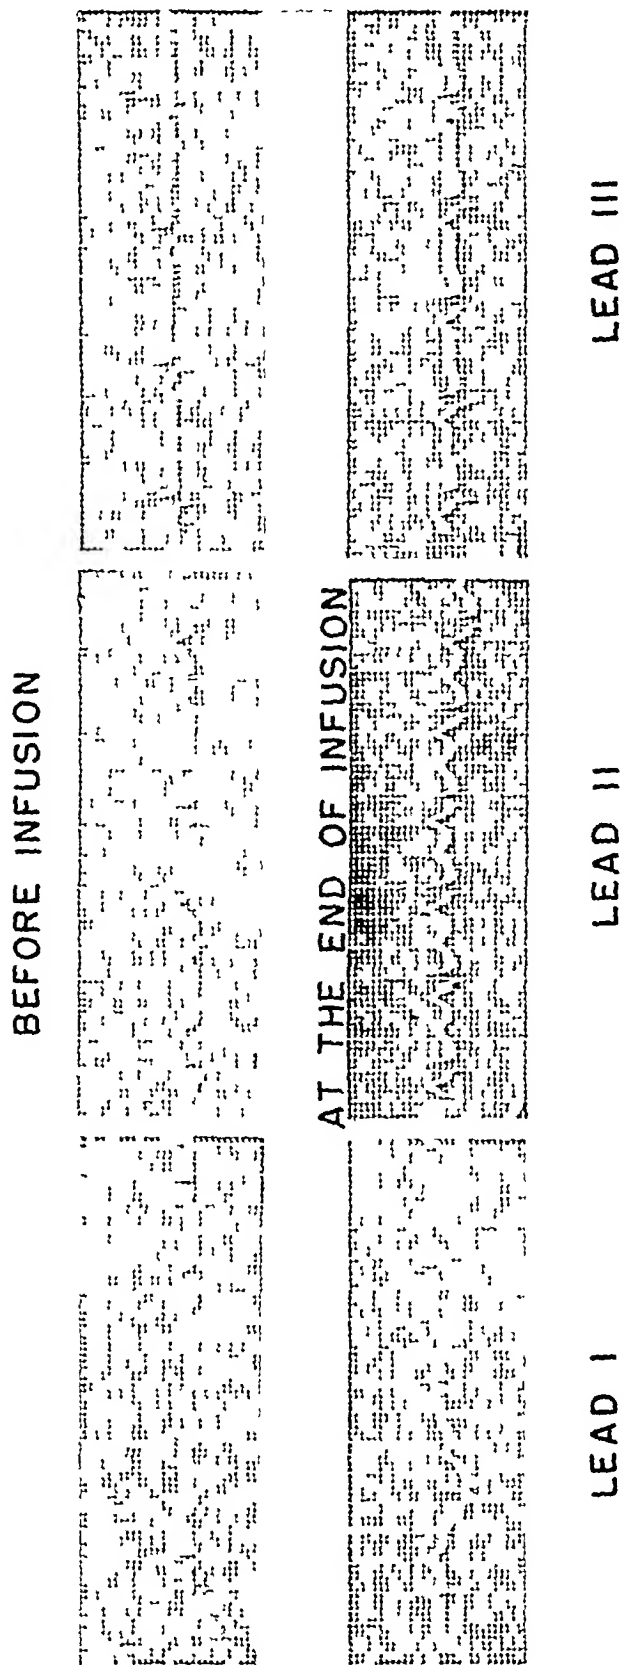 BEFORE INFUSION
AT THE END OF INFUSION
LEAD I
LEAD II
LEAD III